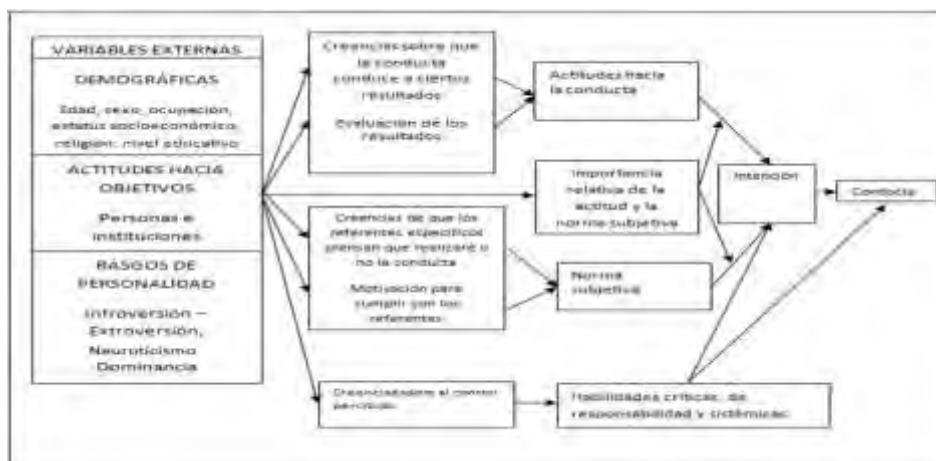 VARIABLES EXTERNAS
DEMOGRÁFICAS
Edad, sexo, ocupación,
estatus socioeconómico,
religión, nivel educativo
ACTITUDES HACIA
OBJETIVOS
Personas e
instituciones
RASGOS DE
PERSONALIDAD
Introversión –
Extroversión,
Neuroticismo
Dominancia
Creencias sobre que
la conducta
conduce a ciertos
resultados
Evaluación de los
resultados
Creencias de que los
referentes específicos
piensan que realizaré o
no la conducta
Motivación para
cumplir con los
referentes
Creencias sobre el control
percibido
Actitudes hacia
la conducta
Importancia
relativa de la
actitud y la
norma subjetiva
Norma
subjetiva
Habilidades críticas, de
responsabilidad y sistémicas
Intención